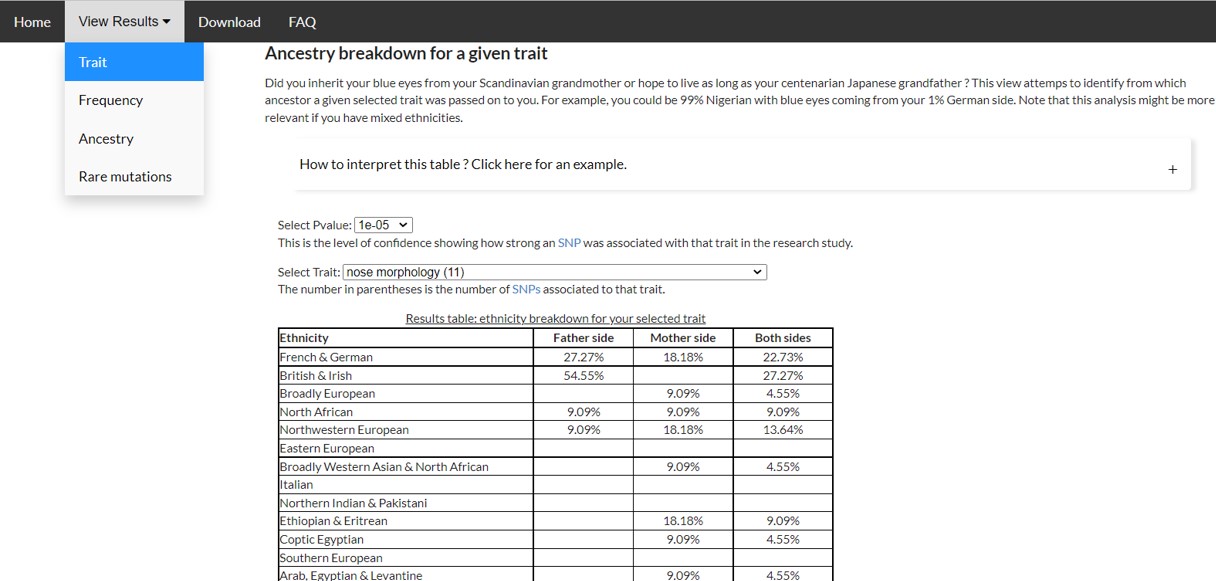 Home View Results Download FAQ
Trait
Frequency
Ancestry
Rare mutations
Ancestry breakdown for a given trait
Did you inherit your blue eyes from your Scandinavian grandmother or hope to live as long as your centenarian Japanese grandfather ? This view attemps to identify from which
ancestor a given selected trait was passed on to you. For example, you could be 99% Nigerian with blue eyes coming from your 1% German side. Note that this analysis might be more
relevant if you have mixed ethnicities.
How to interpret this table ? Click here for an example. +
Select Pvalue: 1e-05
This is the level of confidence showing how strong an SNP was associated with that trait in the research study.
Select Trait: nose morphology (11)
The number in parentheses is the number of SNPs associated to that trait.
Results table: ethnicity breakdown for your selected trait
Ethnicity Father side Mother side Both sides
French & German 27.27% 18.18% 22.73%
British & Irish 54.55% 27.27%
Broadly European 9.09% 4.55%
North African 9.09% 9.09% 9.09%
Northwestern European 9.09% 18.18% 13.64%
Eastern European
Broadly Western Asian & North African 9.09% 4.55%
Italian
Northern Indian & Pakistani
Ethiopian & Eritrean 18.18% 9.09%
Coptic Egyptian 9.09% 4.55%
Southern European
Arab, Egyptian & Levantine 9.09% 4.55%